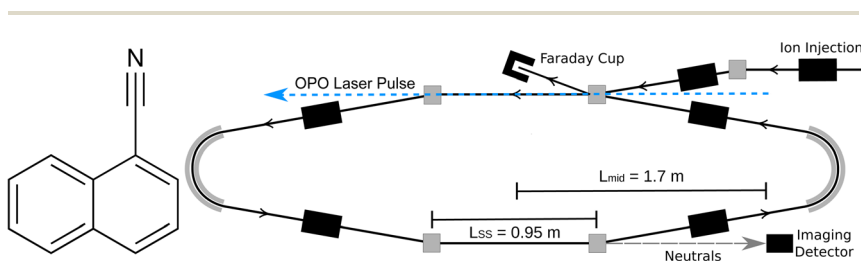 N
Faraday Cup
Ion Injection
OPO Laser Pulse
Lmid = 1.7 m
LSS = 0.95 m
Imaging
Detector
Neutrals